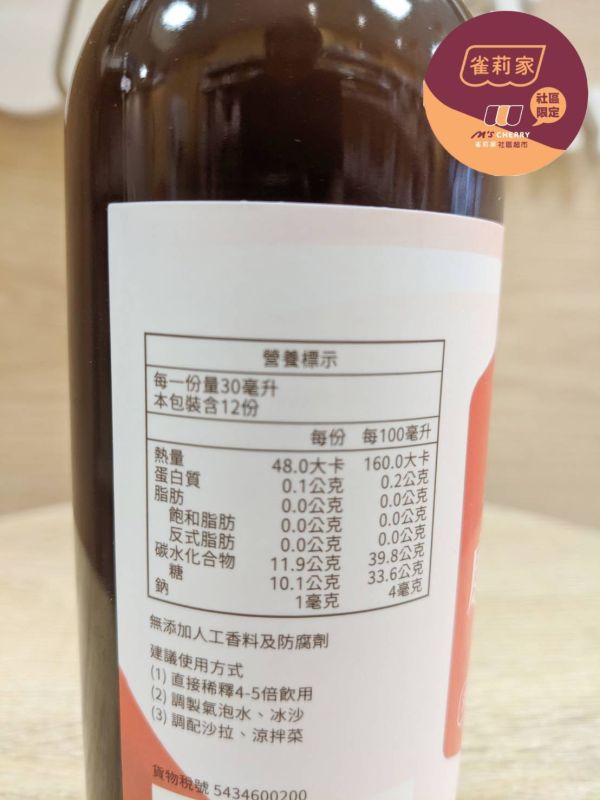 雀莉家
社區
限定
M'S CHERRY
雀莉家 社區超市
營養標示
每一份量30毫升
本包裝含12份
每份 每100毫升
熱量 48.0大卡 160.0大卡
蛋白質 0.1公克 0.2公克
脂肪 0.0公克 0.0公克
飽和脂肪 0.0公克 0.0公克
反式脂肪 0.0公克 0.0公克
碳水化合物 11.9公克 39.8公克
糖 10.1公克 33.6公克
鈉 1毫克 4毫克
無添加人工香料及防腐劑
建議使用方式
(1) 直接稀釋4-5倍飲用
(2) 調製氣泡水、冰沙
(3) 調配沙拉、涼拌菜
貨物稅號 5434600200